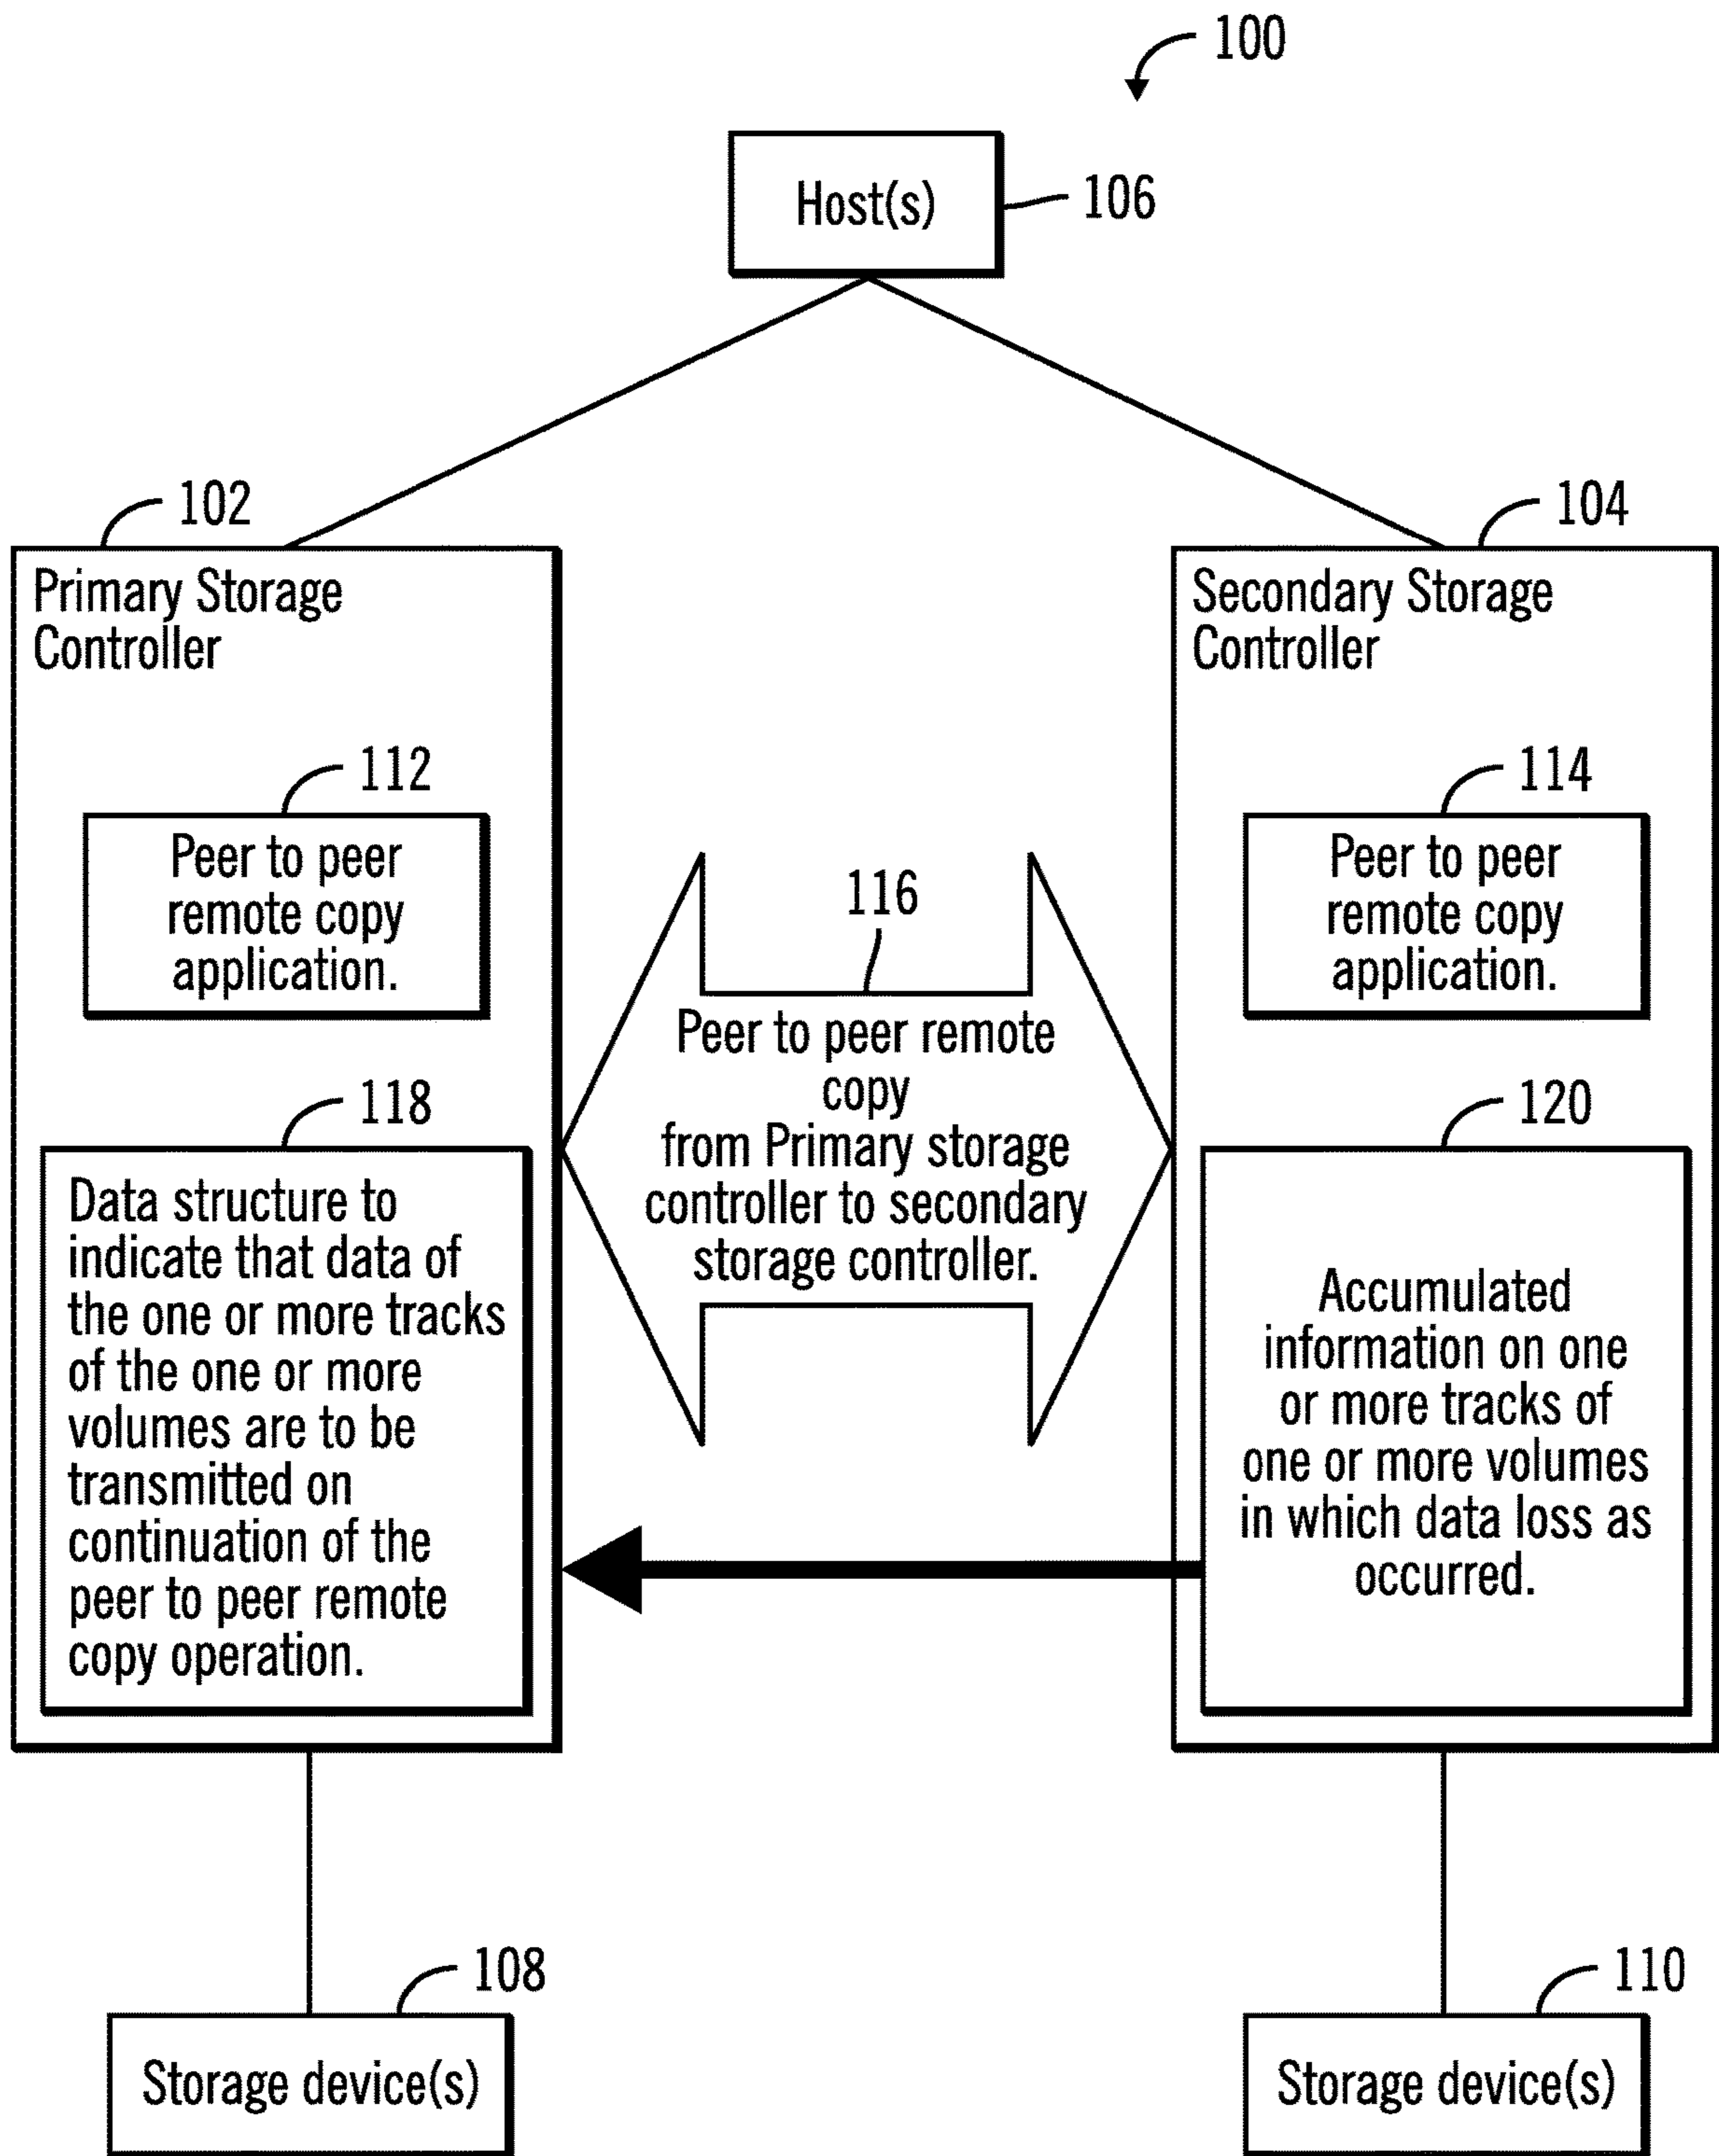 100
Host(s)
106
102
Primary Storage
Controller
104
Secondary Storage
Controller
112
Peer to peer
remote copy
application.
114
Peer to peer
remote copy
application.
116
Peer to peer remote
copy
from Primary storage
controller to secondary
storage controller.
118
Data structure to
indicate that data of
the one or more tracks
of the one or more
volumes are to be
transmitted on
continuation of the
peer to peer remote
copy operation.
120
Accumulated
information on one
or more tracks of
one or more volumes
in which data loss as
occurred.
108
Storage device(s)
110
Storage device(s)